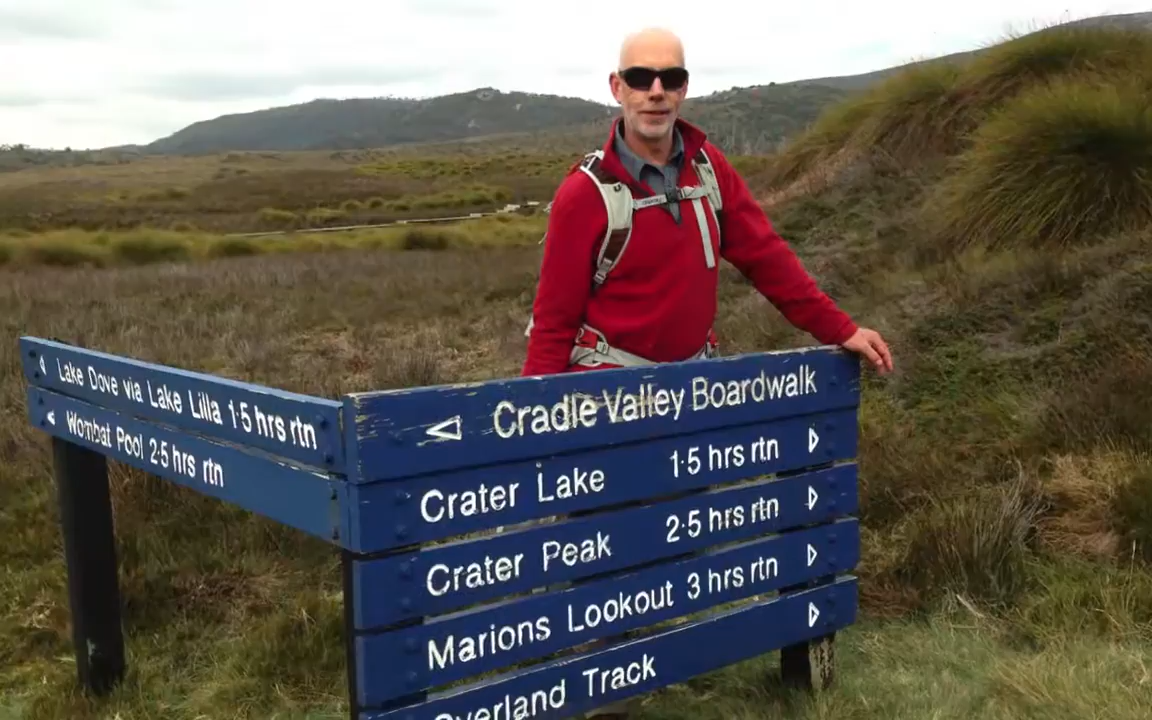 Lake Dove via Lake Lilla 1·5 hrs rtn
Wombat Pool 2·5 hrs rtn
Cradle Valley Boardwalk
Crater Lake 1·5 hrs rtn
Crater Peak 2·5 hrs rtn
Marions Lookout 3 hrs rtn
Overland Track